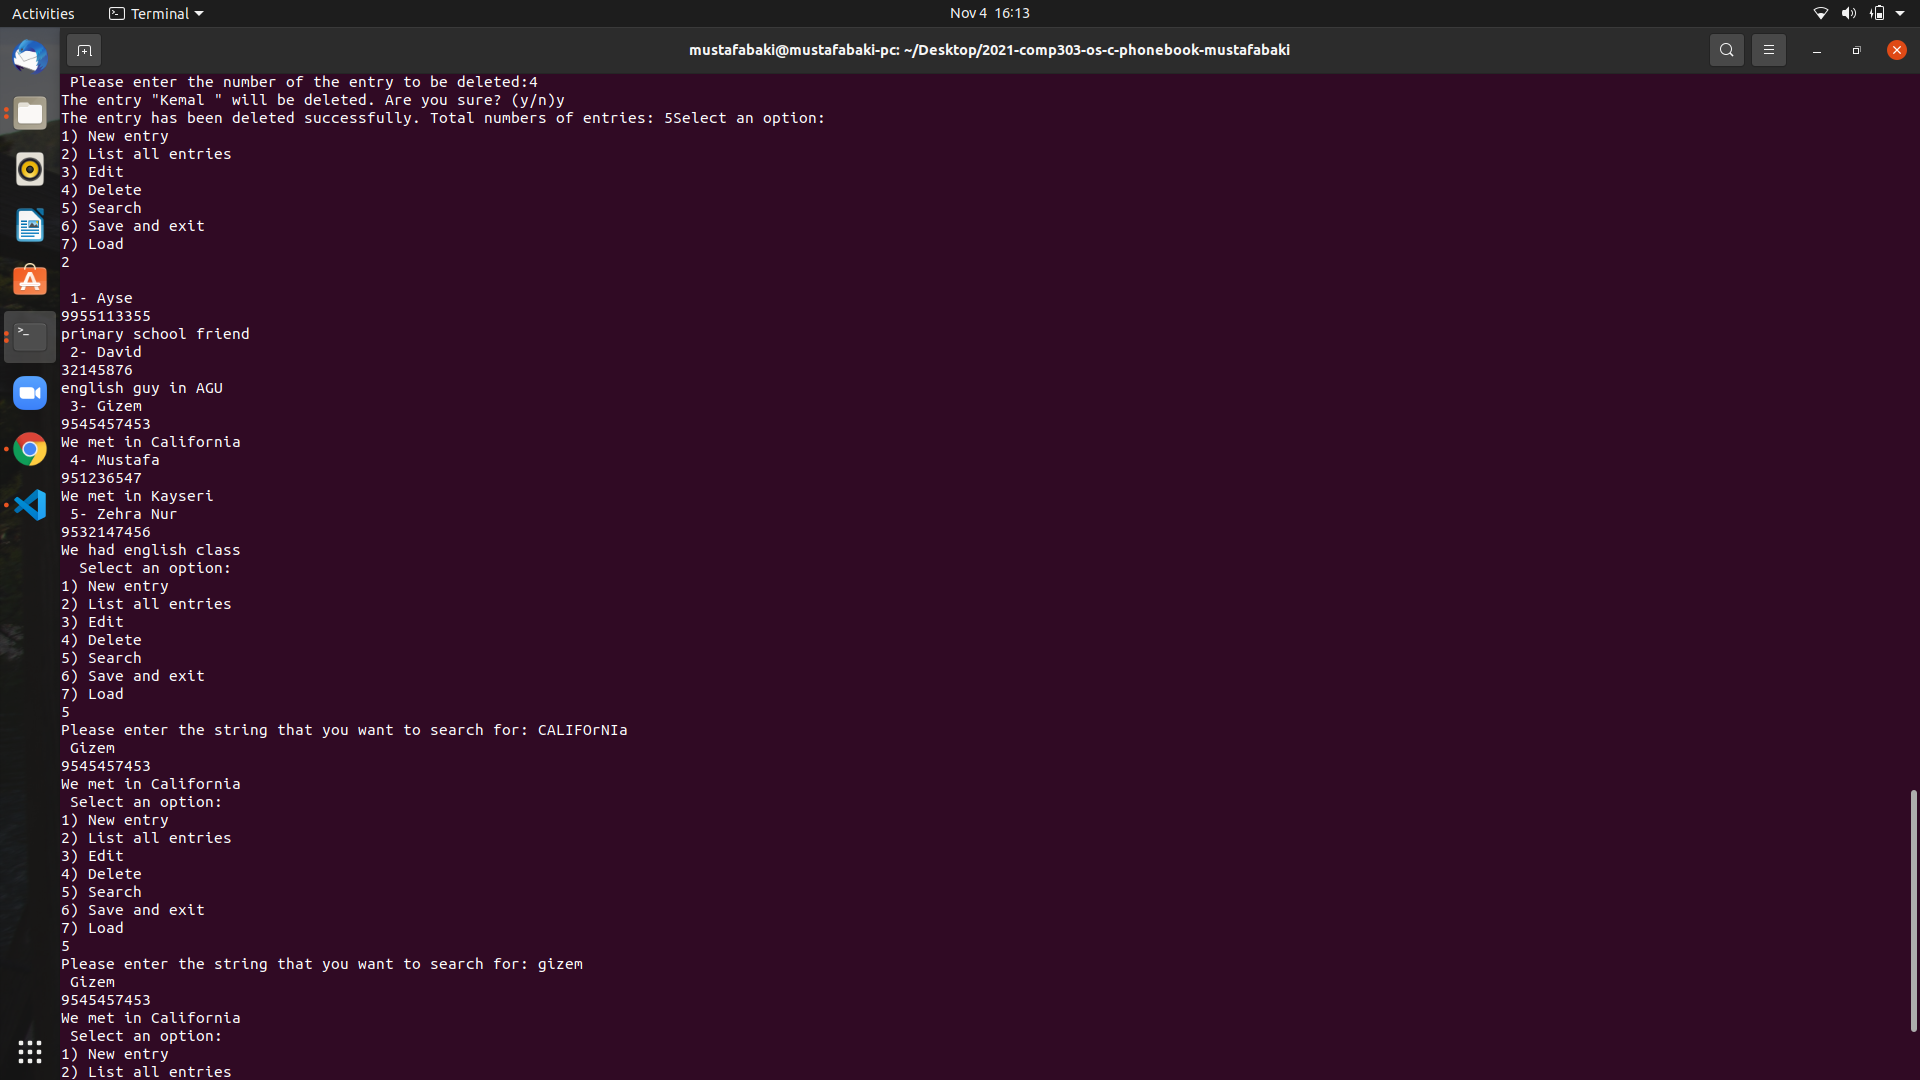 Activities
Terminal
Nov 4 16:13
mustafabaki@mustafabaki-pc: ~/Desktop/2021-comp303-os-c-phonebook-mustafabaki
Please enter the number of the entry to be deleted:4
The entry "Kemal " will be deleted. Are you sure? (y/n)y
The entry has been deleted successfully. Total numbers of entries: 5Select an option:
1) New entry
2) List all entries
3) Edit
4) Delete
5) Search
6) Save and exit
7) Load
2
1- Ayse
9955113355
primary school friend
2- David
32145876
english guy in AGU
3- Gizem
9545457453
We met in California
4- Mustafa
951236547
We met in Kayseri
5- Zehra Nur
9532147456
We had english class
Select an option:
1) New entry
2) List all entries
3) Edit
4) Delete
5) Search
6) Save and exit
7) Load
5
Please enter the string that you want to search for: CALIFOrNIa
Gizem
9545457453
We met in California
Select an option:
1) New entry
2) List all entries
3) Edit
4) Delete
5) Search
6) Save and exit
7) Load
5
Please enter the string that you want to search for: gizem
Gizem
9545457453
We met in California
Select an option:
1) New entry
2) List all entries